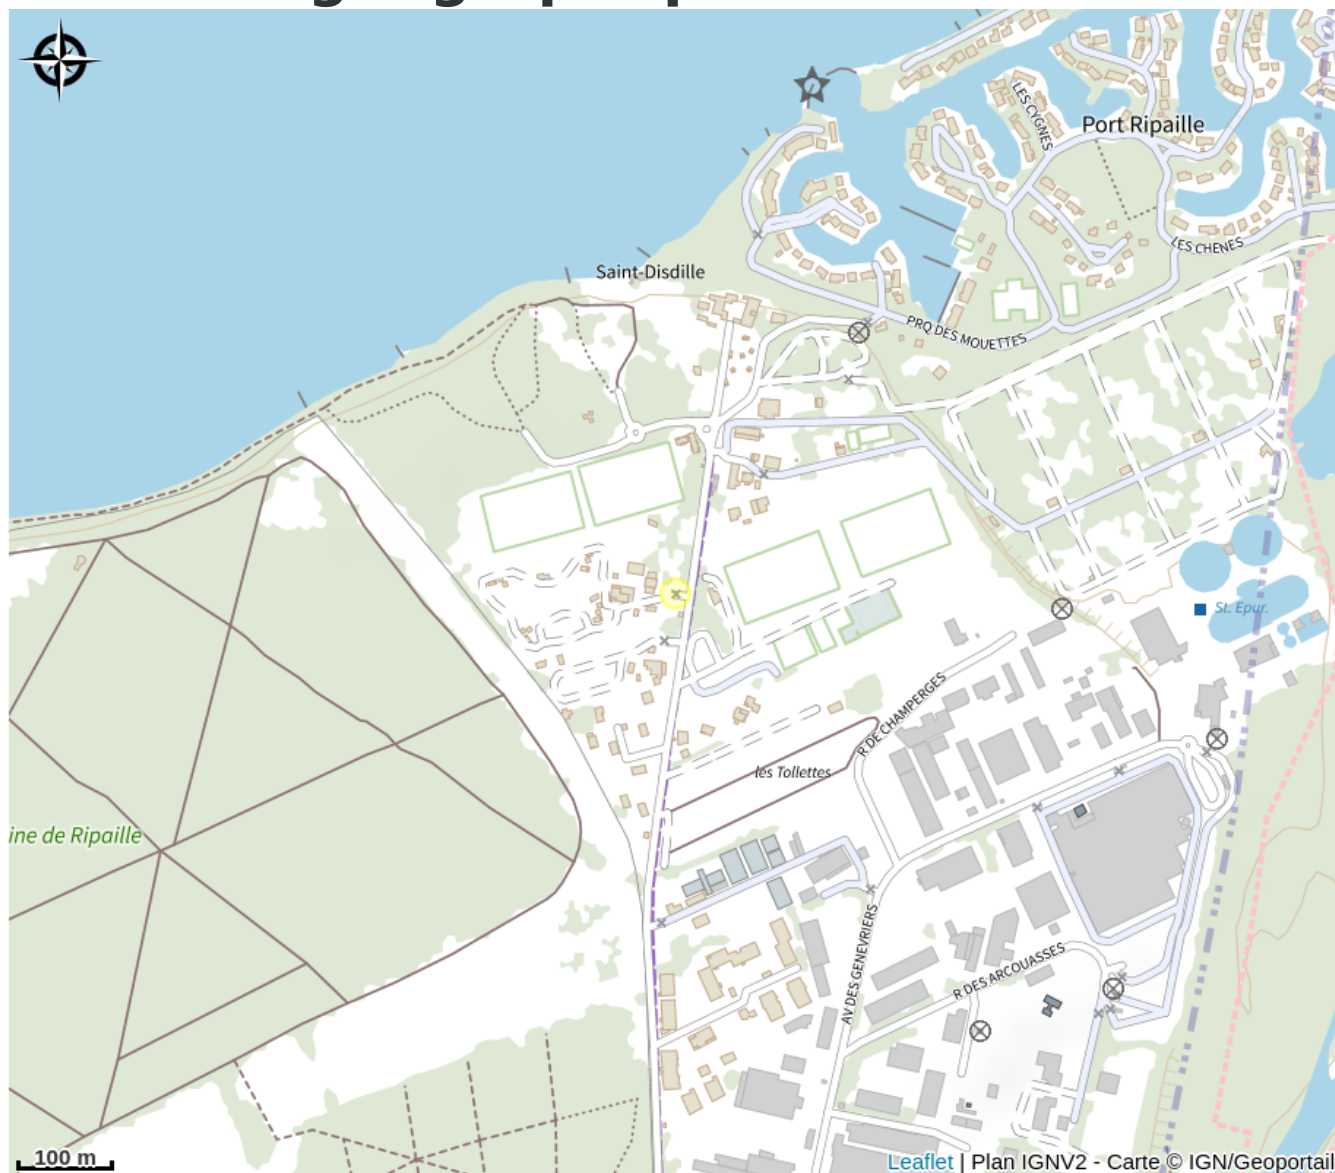 LES CYGNES
Port Ripaille
LES CHENES
Saint-Disdille
PRQ DES MOUETTES
St. Epur.
R DE CHAMPERGES
les Tollettes
ine de Ripaille
AV DES GENEVRIERS
R DES ARCOUASSES
100 m
Leaflet | Plan IGNV2 - Carte © IGN/Geoportail